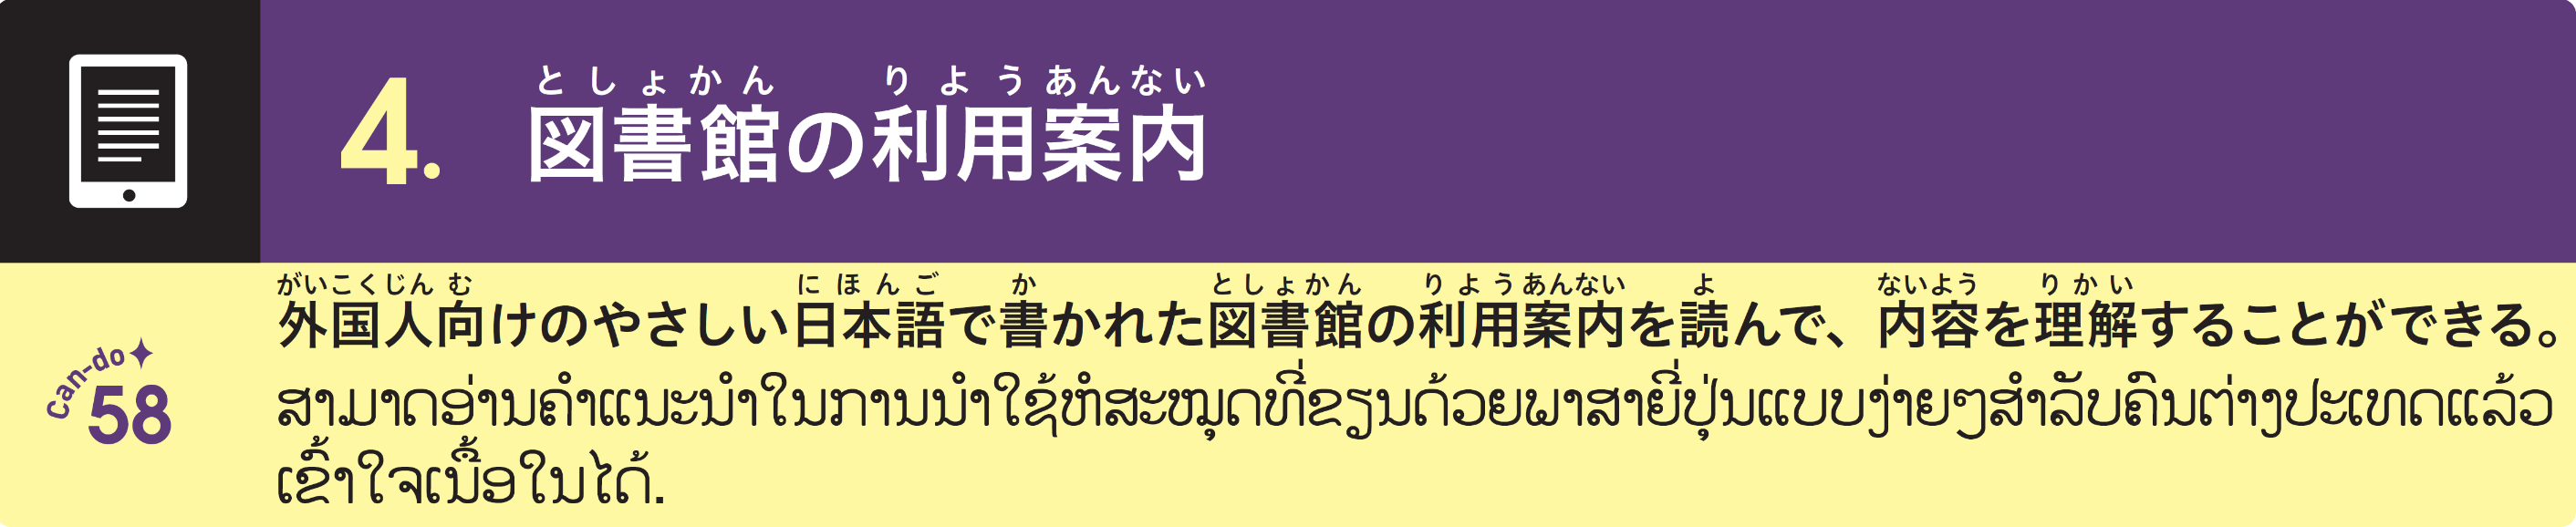 としょかん りようあんない
4. 図書館の利用案内
がいこくじん む にほんご か としょかん りようあんない よ ないよう りかい
外国人向けのやさしい日本語で書かれた図書館の利用案内を読んで、内容を理解することができる。
Can-do
58
ສາມາດອ່ານຄຳແນະນຳໃນການນຳໃຊ້ຫໍສະໝຸດທີ່ຂຽນດ້ວຍພາສາຍີ່ປຸ່ນແບບງ່າຍໆສຳລັບຄົນຕ່າງປະເທດແລ້ວ
ເຂົ້າໃຈເນື້ອໃນໄດ້.